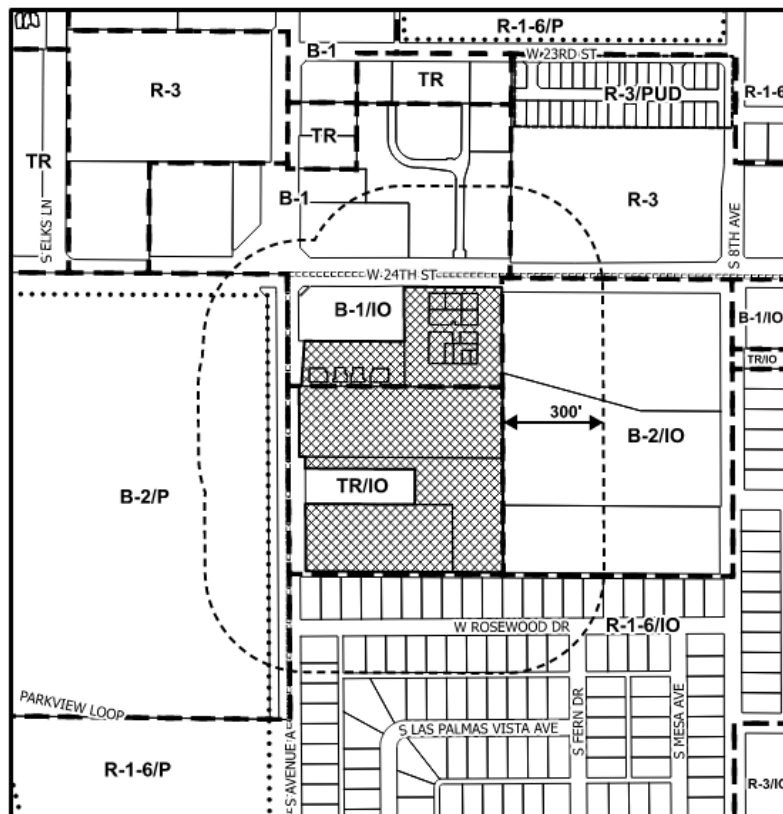 R-1-6/P
B-1
W 23RD ST
R-3
TR
R-3/PUD
R-1-6
TR
TR
B-1
R-3
S ELKS LN
S 8TH AVE
W 24TH ST
B-1/IO
B-1/IO
TR/IO
300'
B-2/IO
B-2/P
TR/IO
W ROSEWOOD DR
R-1-6/IO
PARKVIEW LOOP
S LAS PALMAS VISTA AVE
S FERN DR
S MESA AVE
S AVENUE A
R-1-6/P
R-3/IO